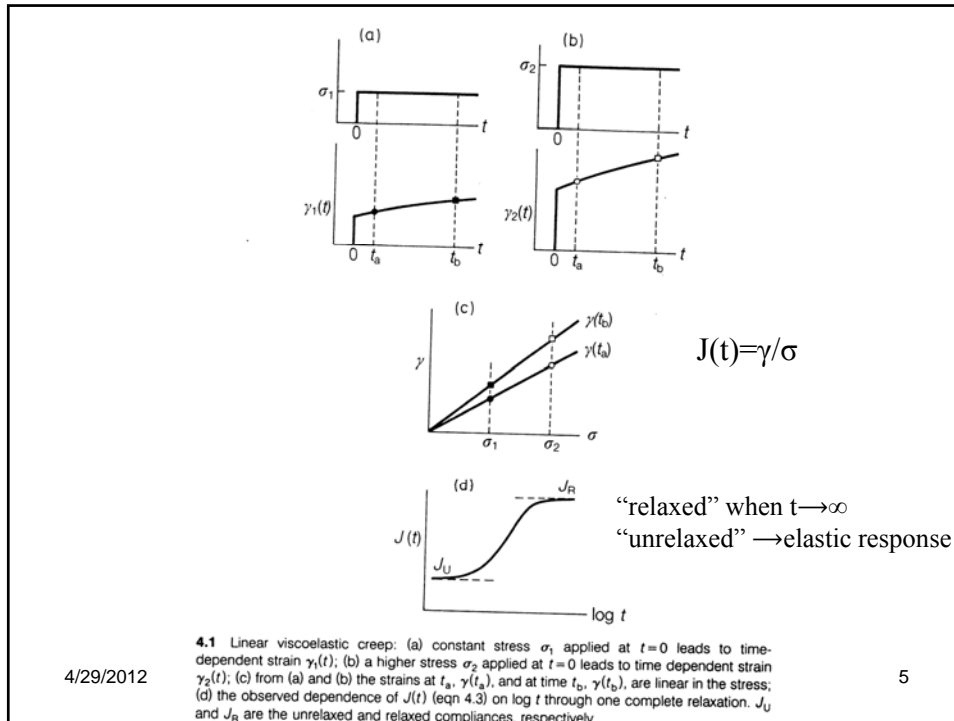 (a)
σ1
0
t
γ1(t)
0
ta
tb
t
(b)
σ2
0
t
γ2(t)
0
ta
tb
t
(c)
γ
γ(tb)
γ(ta)
σ1
σ2
σ
J(t)=γ/σ
(d)
J(t)
JU
JR
log t
“relaxed” when t→∞
“unrelaxed” →elastic response
4.1 Linear viscoelastic creep: (a) constant stress σ1 applied at t=0 leads to time-
dependent strain γ1(t); (b) a higher stress σ2 applied at t=0 leads to time dependent strain
γ2(t); (c) from (a) and (b) the strains at ta, γ(ta), and at time tb, γ(tb), are linear in the stress;
(d) the observed dependence of J(t) (eqn 4.3) on log t through one complete relaxation. JU
and JR are the unrelaxed and relaxed compliances, respectively
4/29/2012
5